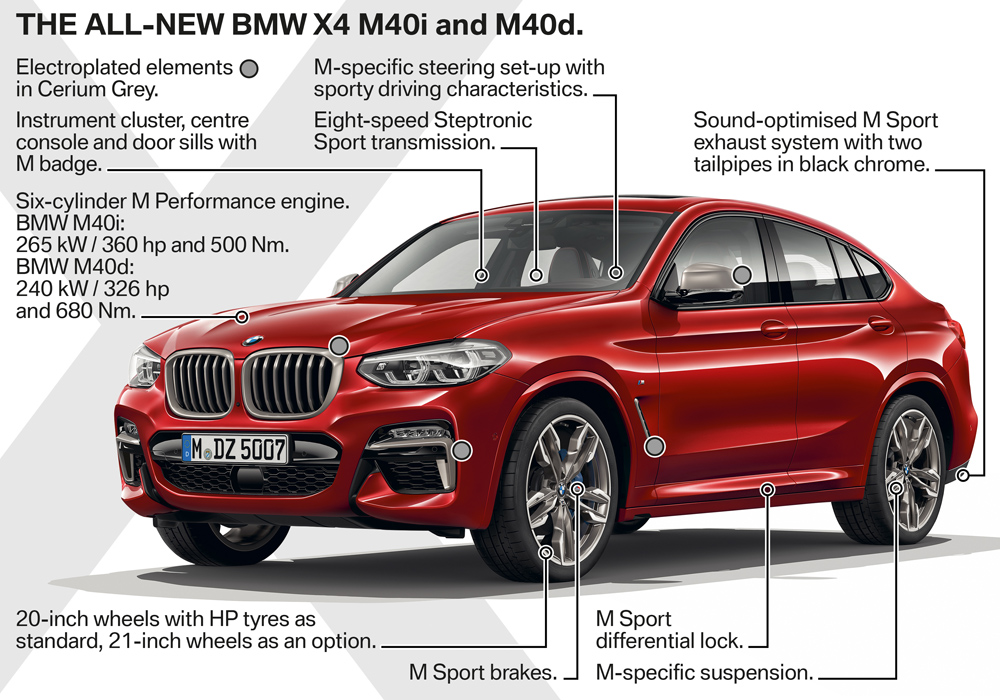 THE ALL-NEW BMW X4 M40i and M40d.
Electroplated elements
in Cerium Grey.
M-specific steering set-up with
sporty driving characteristics.
Instrument cluster, centre
console and door sills with
M badge.
Eight-speed Steptronic
Sport transmission.
Sound-optimised M Sport
exhaust system with two
tailpipes in black chrome.
Six-cylinder M Performance engine.
BMW M40i:
265 kW / 360 hp and 500 Nm.
BMW M40d:
240 kW / 326 hp
and 680 Nm.
M DZ 5007
20-inch wheels with HP tyres as
standard, 21-inch wheels as an option.
M Sport brakes.
M Sport
differential lock.
M-specific suspension.